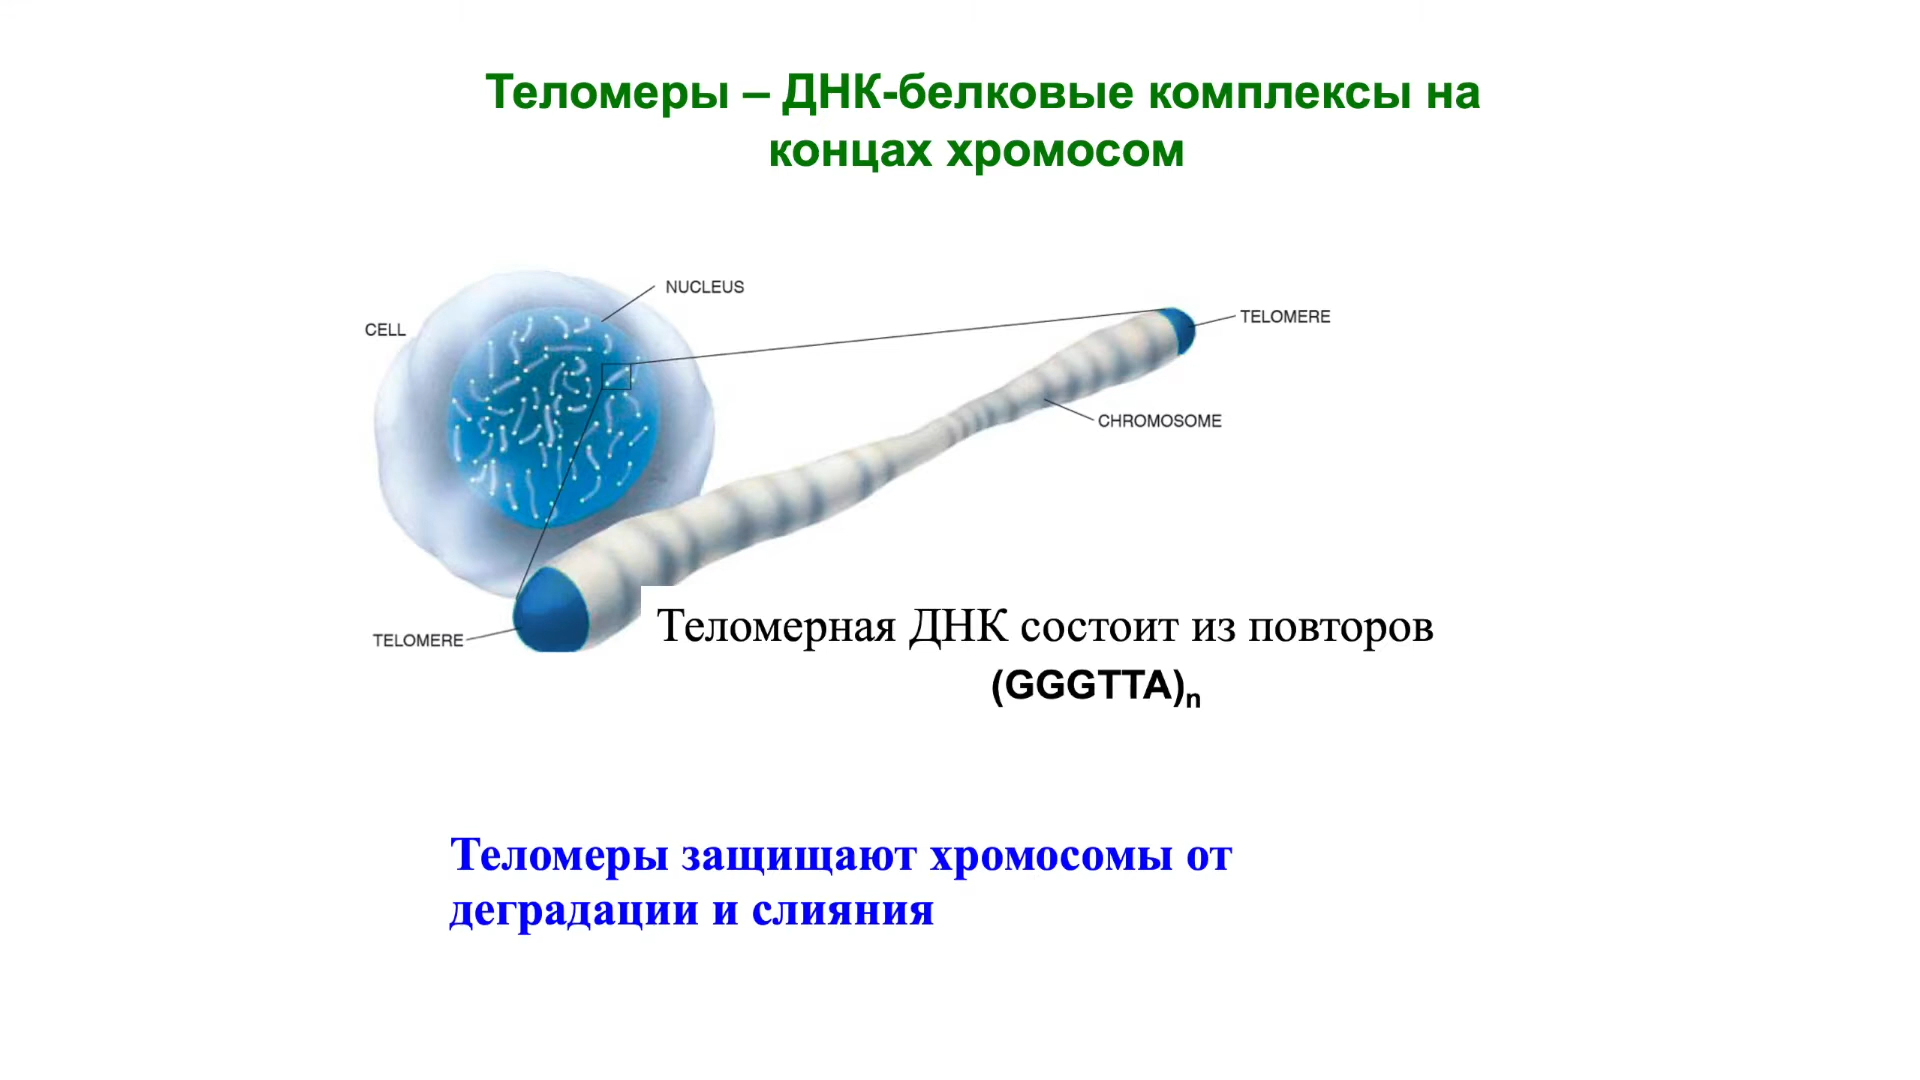 Теломеры – ДНК-белковые комплексы на
концах хромосом
NUCLEUS
CELL
TELOMERE
CHROMOSOME
TELOMERE
Теломерная ДНК состоит из повторов
(GGGTTA)n
Теломеры защищают хромосомы от
деградации и слияния